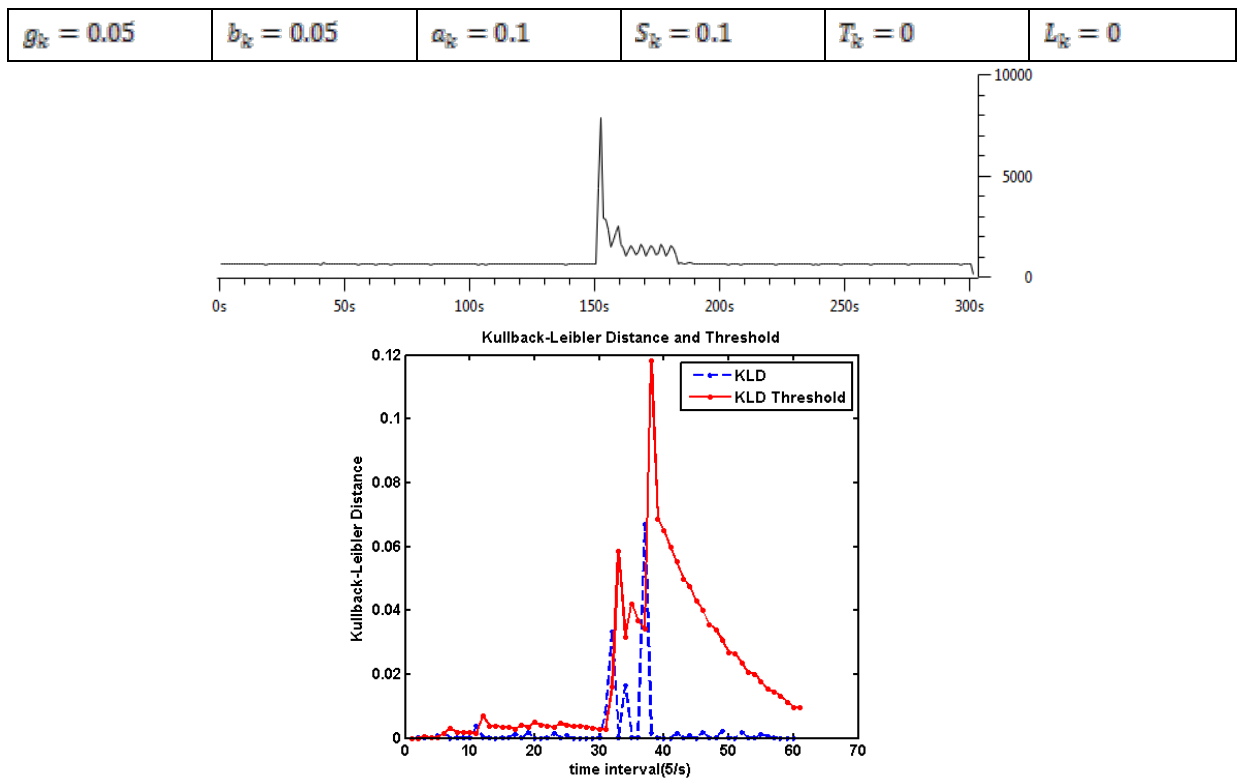 g_k = 0.05 b_k = 0.05 a_k = 0.1 S_k = 0.1 T_k = 0 L_k = 0
10000
5000
0
0s 50s 100s 150s 200s 250s 300s
Kullback-Leibler Distance and Threshold
KLD
KLD Threshold
0.12
0.1
0.08
0.06
0.04
0.02
0
Kullback-Leibler Distance
0 10 20 30 40 50 60 70
time interval(5/s)